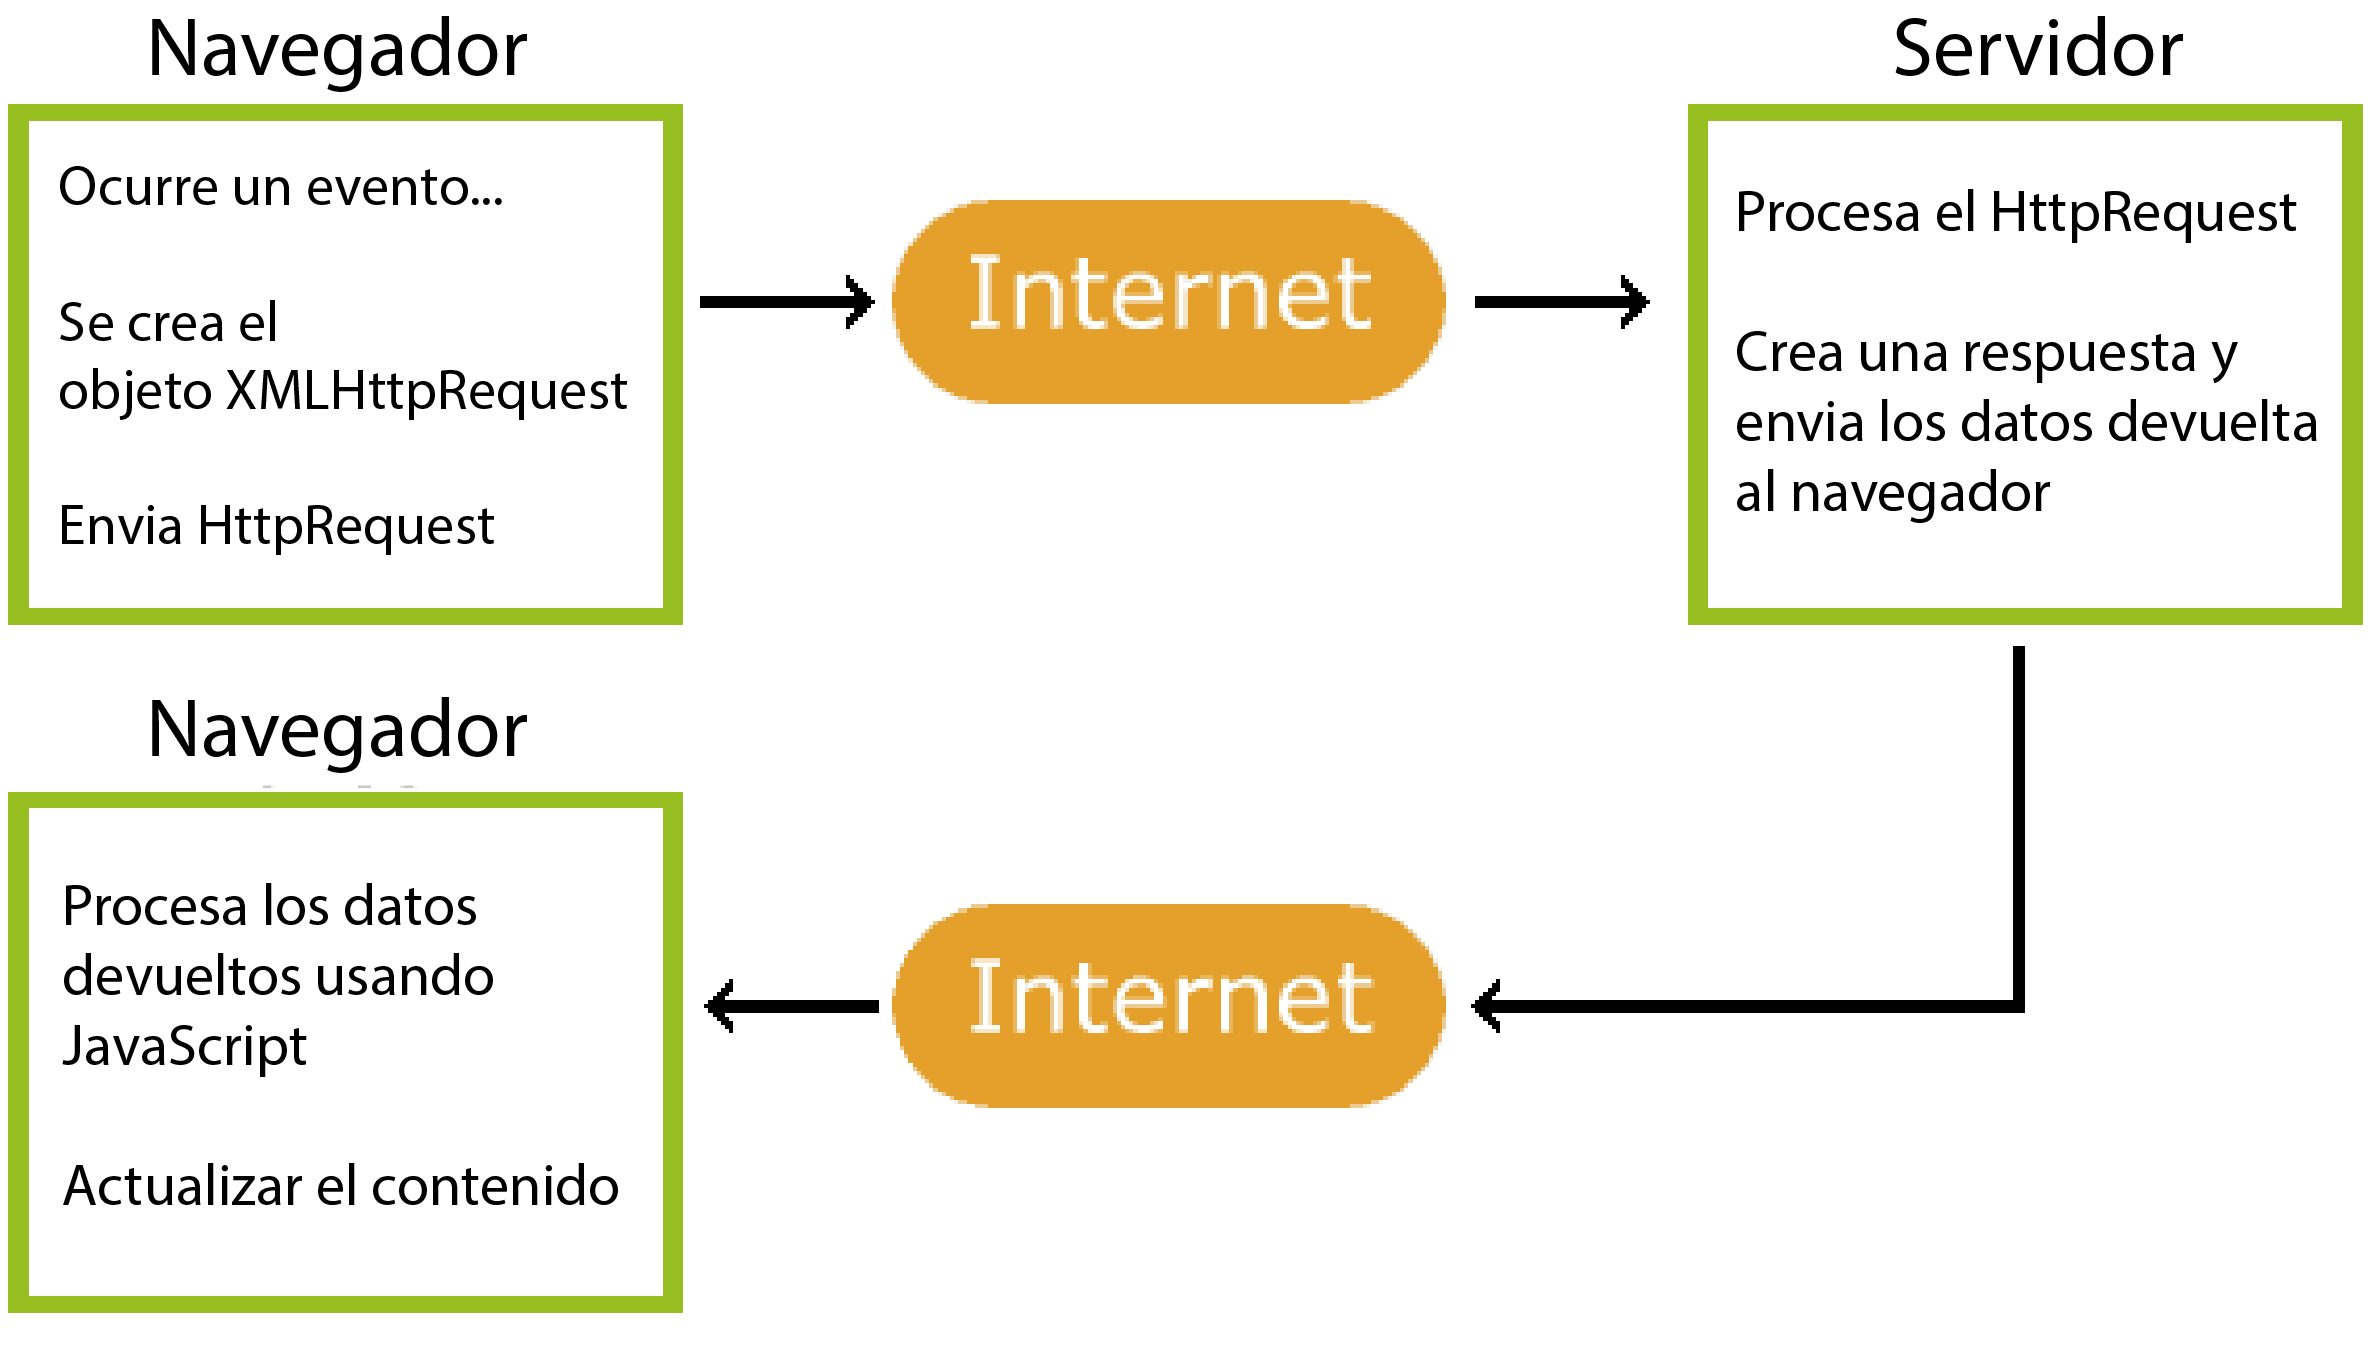 Navegador
Ocurre un evento...
Se crea el
objeto XMLHttpRequest
Envia HttpRequest
Internet
Servidor
Procesa el HttpRequest
Crea una respuesta y
envia los datos devuelta
al navegador
Navegador
Procesa los datos
devueltos usando
JavaScript
Actualizar el contenido
Internet